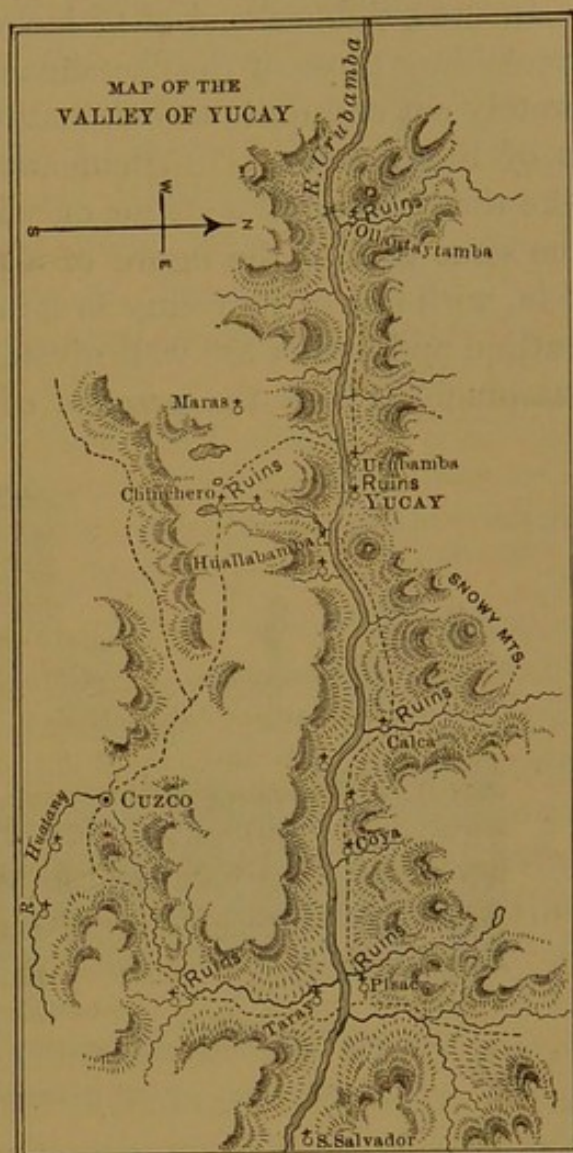 MAP OF THE
VALLEY OF YUCAY
R. Urubamba
W
S
N
E
Ruins
Ollantaytamba
Maras
Urubamba
Ruins
YUCAY
Chinchero
Ruins
Huallabamba
SNOWY MTS.
Ruins
Calca
CUZCO
R Huatang
Coya
Ruins
Ruins
Pisac
Taray
S. Salvador